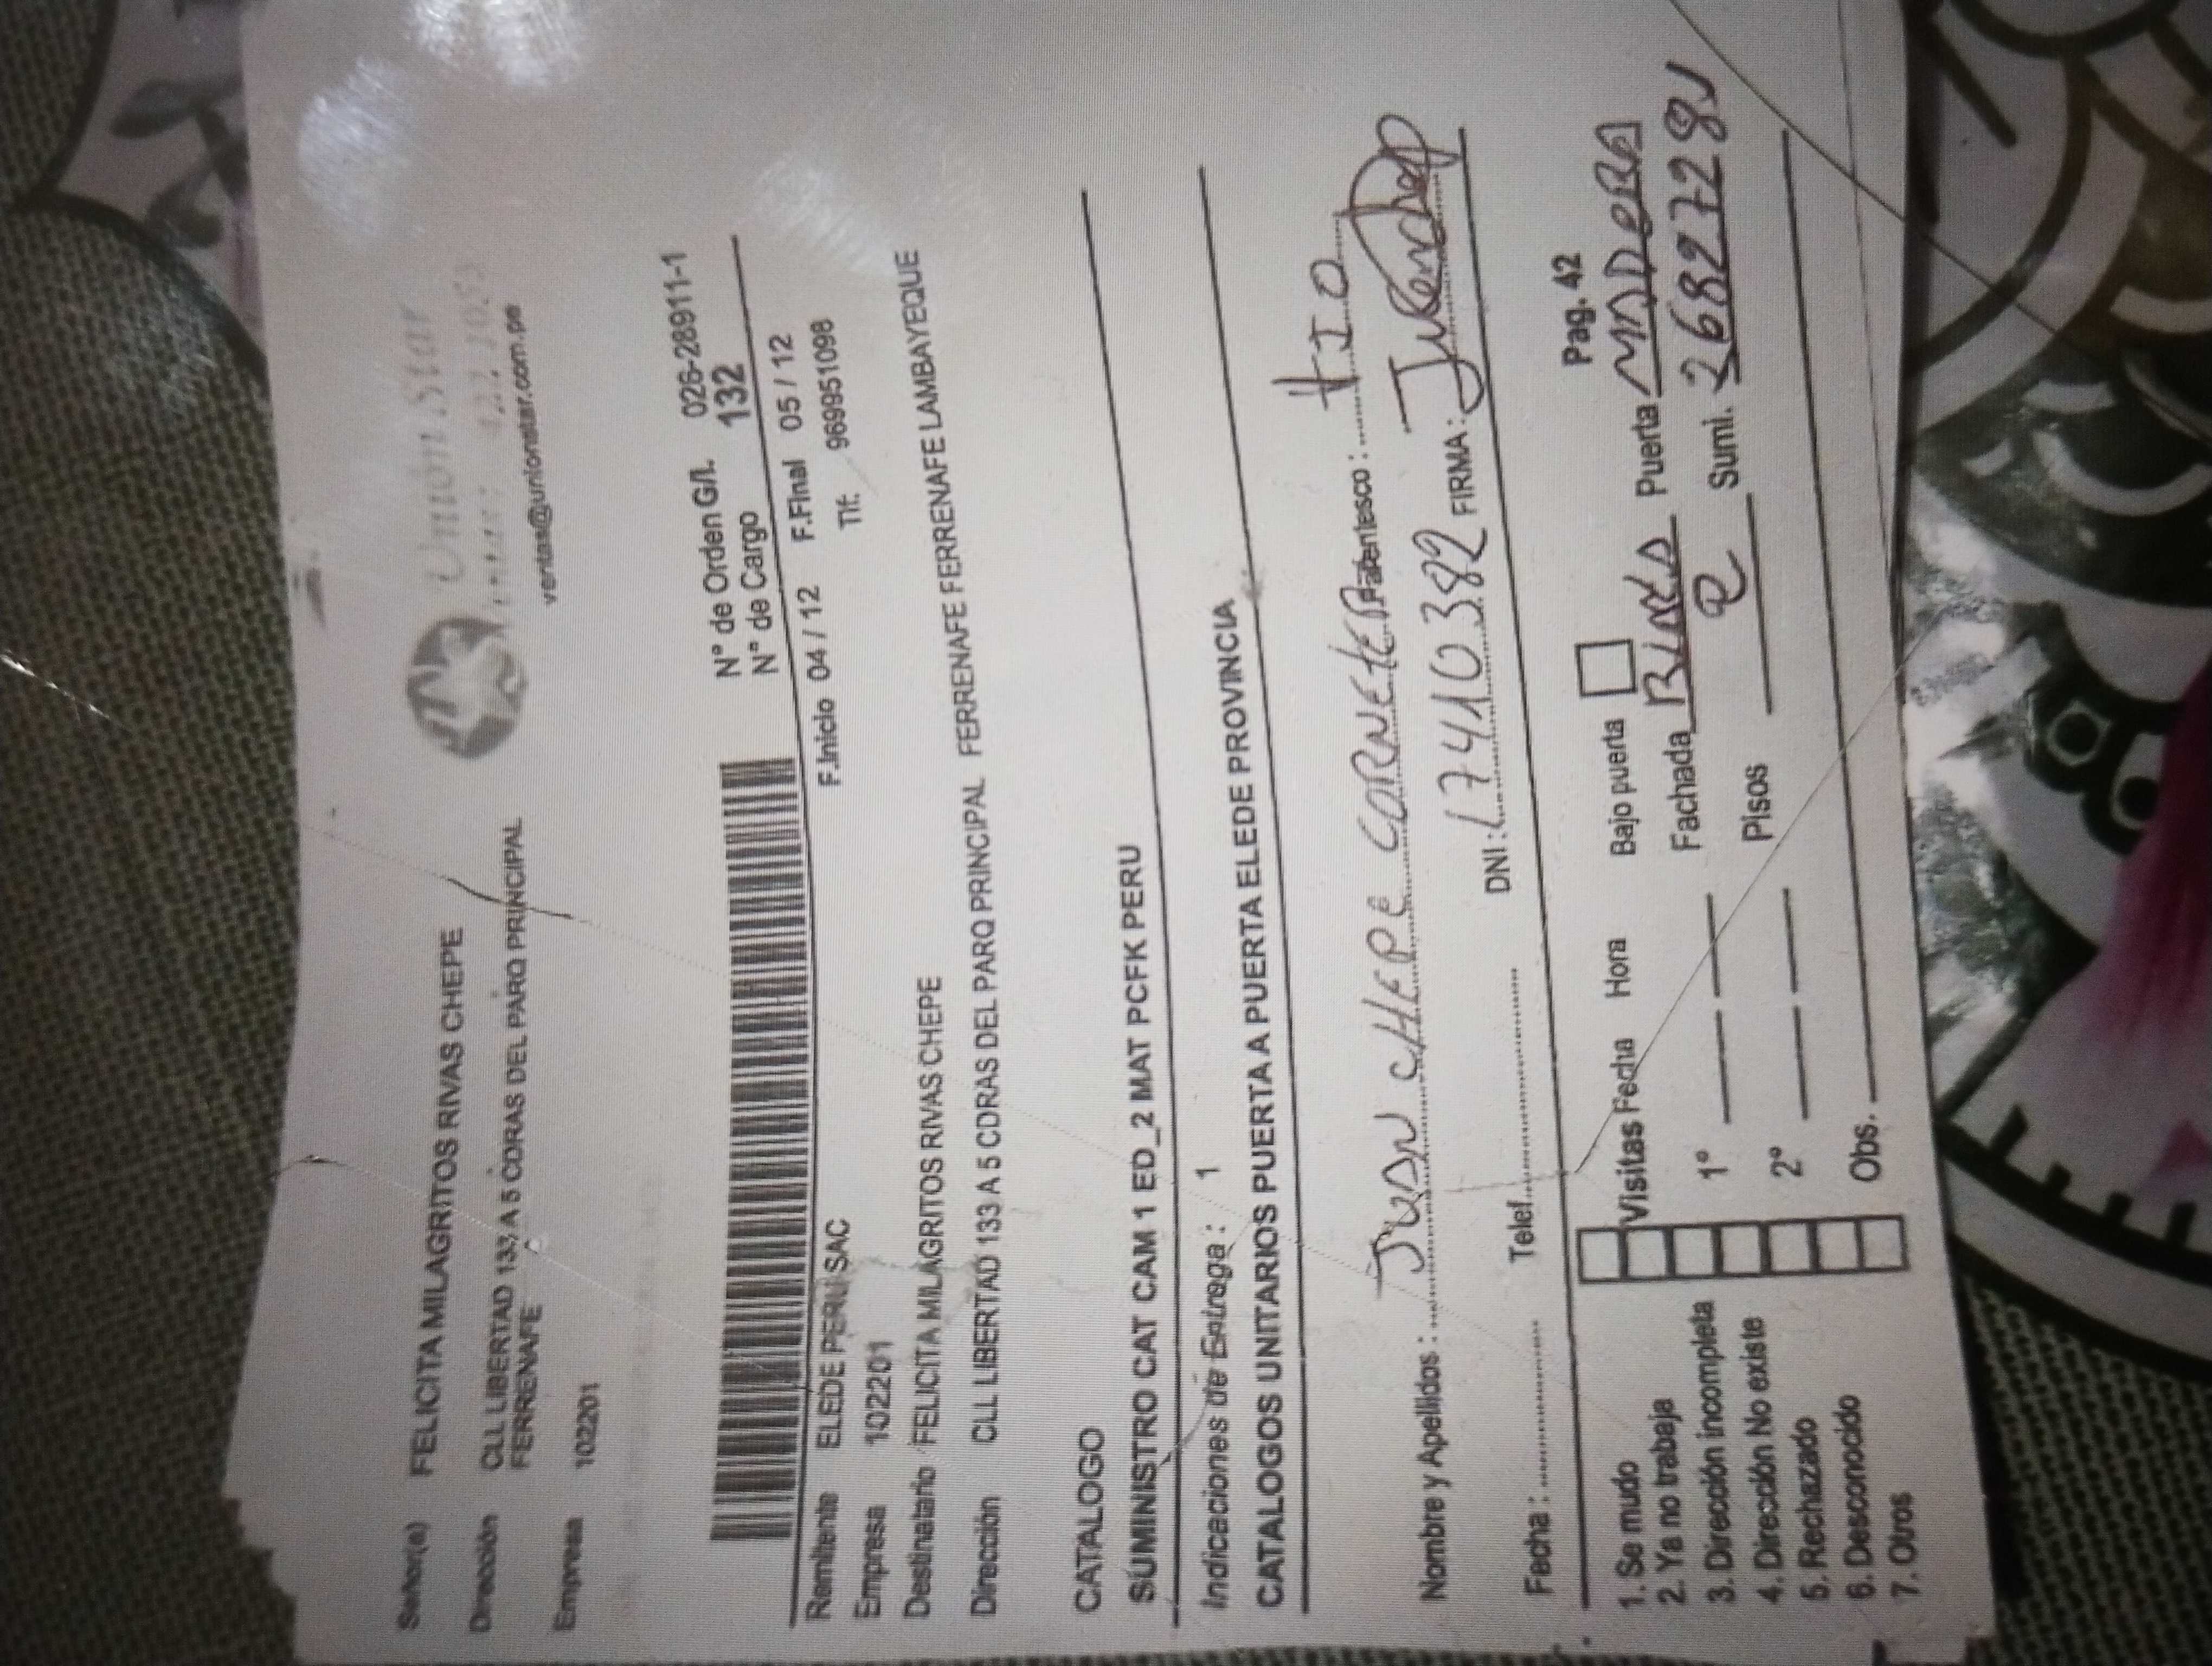 Señor(a) FELICITA MILAGRITOS RIVAS CHEPE
Dirección CLL LIBERTAD 133 A 5 CDRAS DEL PARQ PRINCIPAL
FERRENAFE
Empresa 102201
Union Star
ventas@unionstar.com.pe
N° de Orden G/I. 026-28911-1
N° de Cargo 132
F.Inicio 04 / 12 F.Final 05 / 12
Remitente ELEDE PERU SAC Tlf. 969951098
Empresa 102201
Destinatario FELICITA MILAGRITOS RIVAS CHEPE
Dirección CLL LIBERTAD 133 A 5 CDRAS DEL PARQ PRINCIPAL FERRENAFE FERRENAFE LAMBAYEQUE
CATALOGO
SUMINISTRO CAT CAM 1 ED_2 MAT PCFK PERU
Indicaciones de Entrega : 1
CATALOGOS UNITARIOS PUERTA A PUERTA ELEDE PROVINCIA
Nombre y Apellidos : JUAN CHEPE Parentesco : TIO
Fecha : Telef. DNI : 17410382 FIRMA :
Pag. 42
1. Se mudo
2. Ya no trabaja
3. Dirección incompleta
4. Dirección No existe
5. Rechazado
6. Desconocido
7. Otros
Visitas Fecha Hora Bajo puerta
1° Fachada Puerta MADERA
2° Pisos Sumi.
Obs.